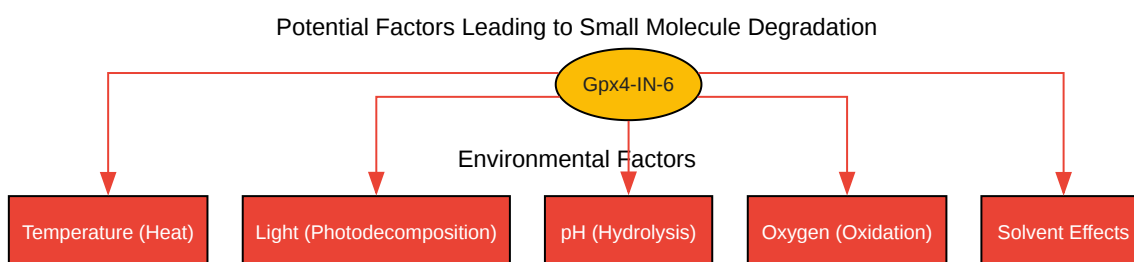 Potential Factors Leading to Small Molecule Degradation
Gpx4-IN-6
Environmental Factors
Temperature (Heat)
Light (Photodecomposition)
pH (Hydrolysis)
Oxygen (Oxidation)
Solvent Effects